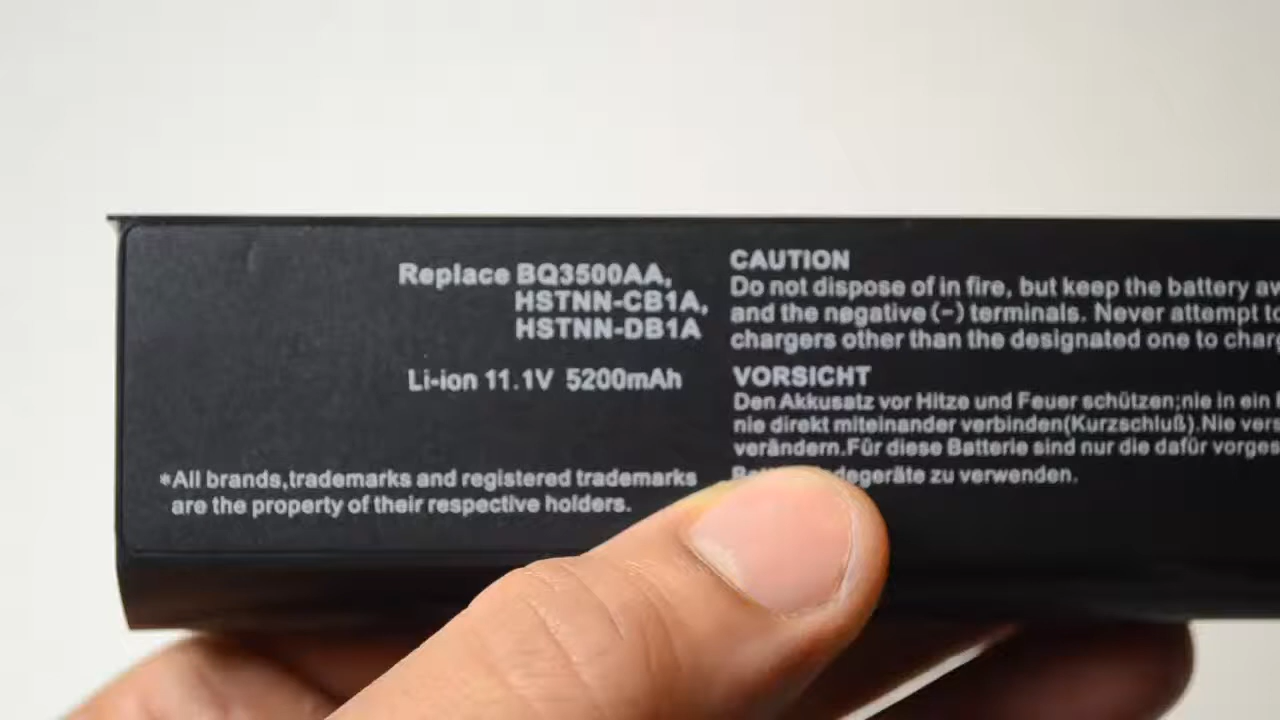 Replace BQ3500AA,
HSTNN-CB1A,
HSTNN-DB1A
Li-ion 11.1V 5200mAh
*All brands,trademarks and registered trademarks
are the property of their respective holders.
CAUTION
Do not dispose of in fire, but keep the battery
and the negative (-) terminals. Never attempt to
chargers other than the designated one to
VORSICHT
Den Akkusatz vor Hitze und Feuer schützen;nie in ein
nie direkt miteinander verbinden(Kurzschluß).Nie
verändern.Für diese Batterie sind nur die dafür
zu verwenden.